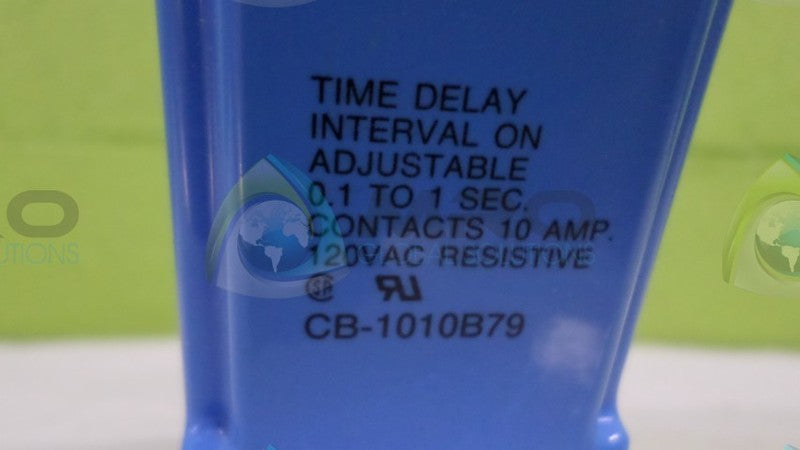 TIME DELAY
INTERVAL ON
ADJUSTABLE
0.1 TO 1 SEC.
CONTACTS 10 AMP.
120VAC RESISTIVE
CB-1010B79